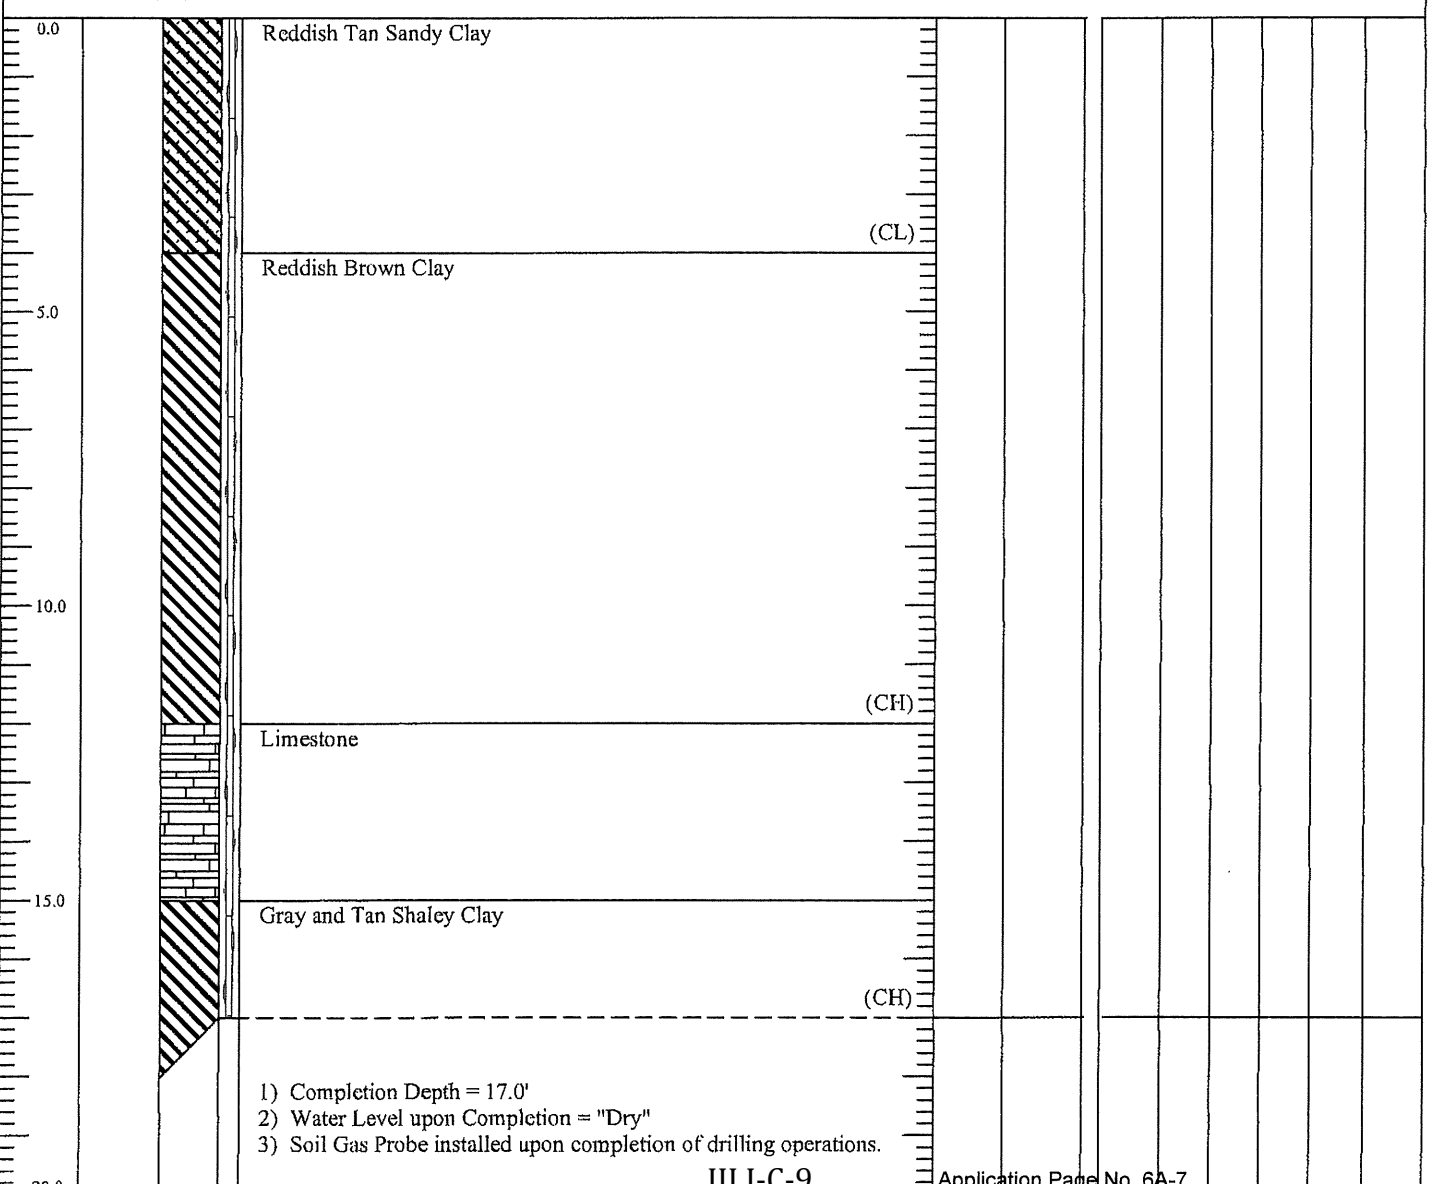 0.0
Reddish Tan Sandy Clay
(CL)
Reddish Brown Clay
5.0
10.0
(CH)
Limestone
15.0
Gray and Tan Shaley Clay
(CH)
1) Completion Depth = 17.0'
2) Water Level upon Completion = "Dry"
3) Soil Gas Probe installed upon completion of drilling operations.
Application Page No. 6A-7